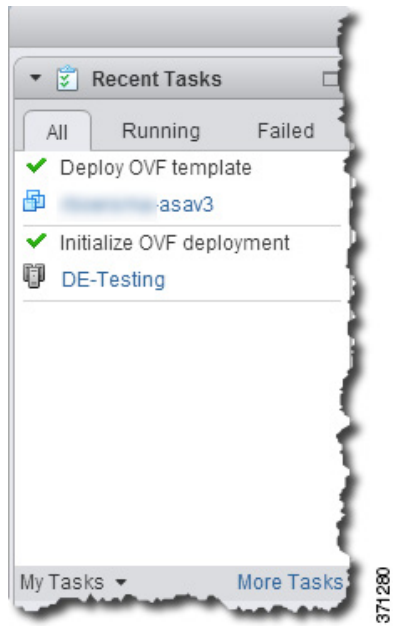 Recent Tasks
All Running Failed
Deploy OVF template
-asav3
Initialize OVF deployment
DE-Testing
My Tasks More Tasks
371280